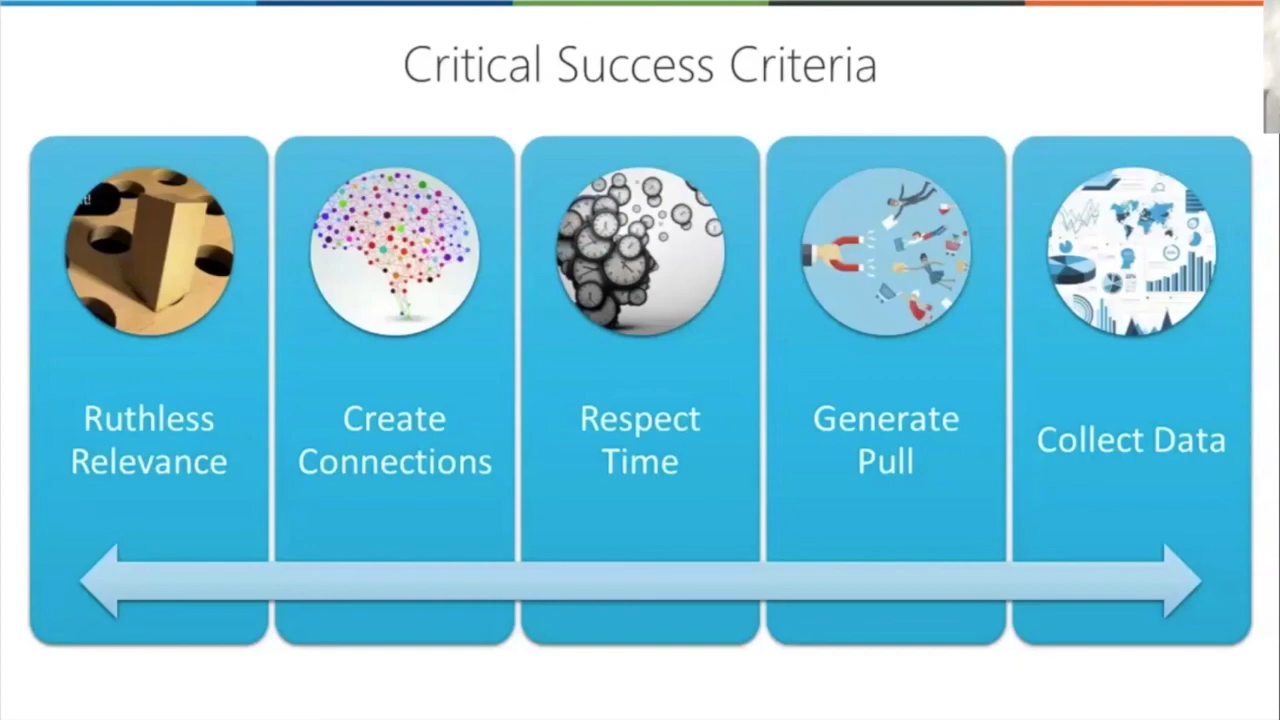 Critical Success Criteria
Ruthless
Relevance
Create
Connections
Respect
Time
Generate
Pull
Collect Data